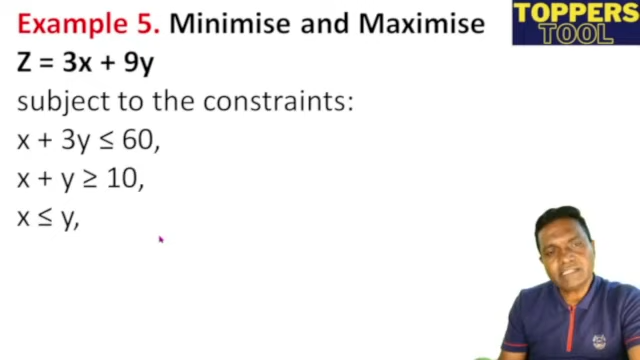 Example 5. Minimise and Maximise
Z = 3x + 9y
subject to the constraints:
x + 3y ≤ 60,
x + y ≥ 10,
x ≤ y,
TOPPERS
TOOL